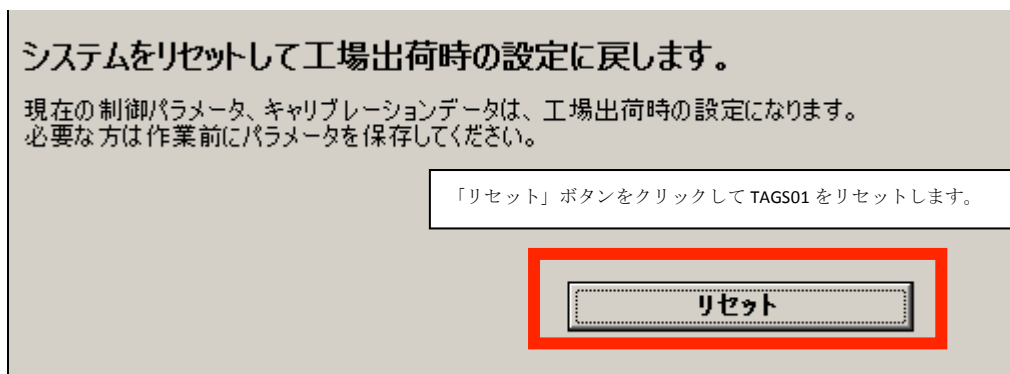 システムをリセットして工場出荷時の設定に戻します。
現在の制御パラメータ、キャリブレーションデータは、工場出荷時の設定になります。
必要な方は作業前にパラメータを保存してください。
「リセット」ボタンをクリックして TAGS01 をリセットします。
リセット